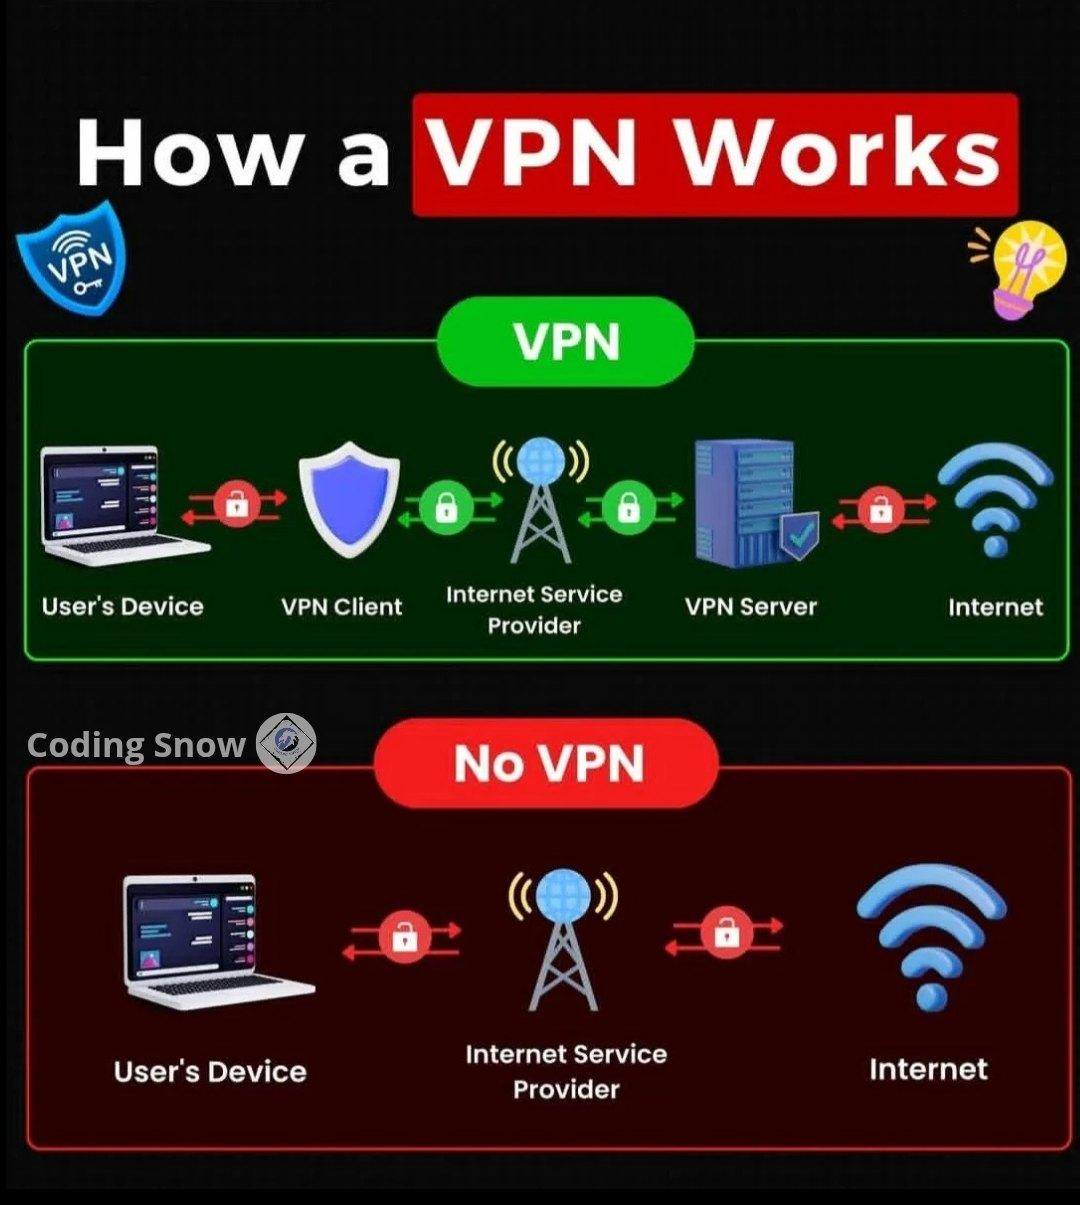 How a VPN Works
VPN
VPN
User's Device
VPN Client
Internet Service
Provider
VPN Server
Internet
Coding Snow
No VPN
User's Device
Internet Service
Provider
Internet